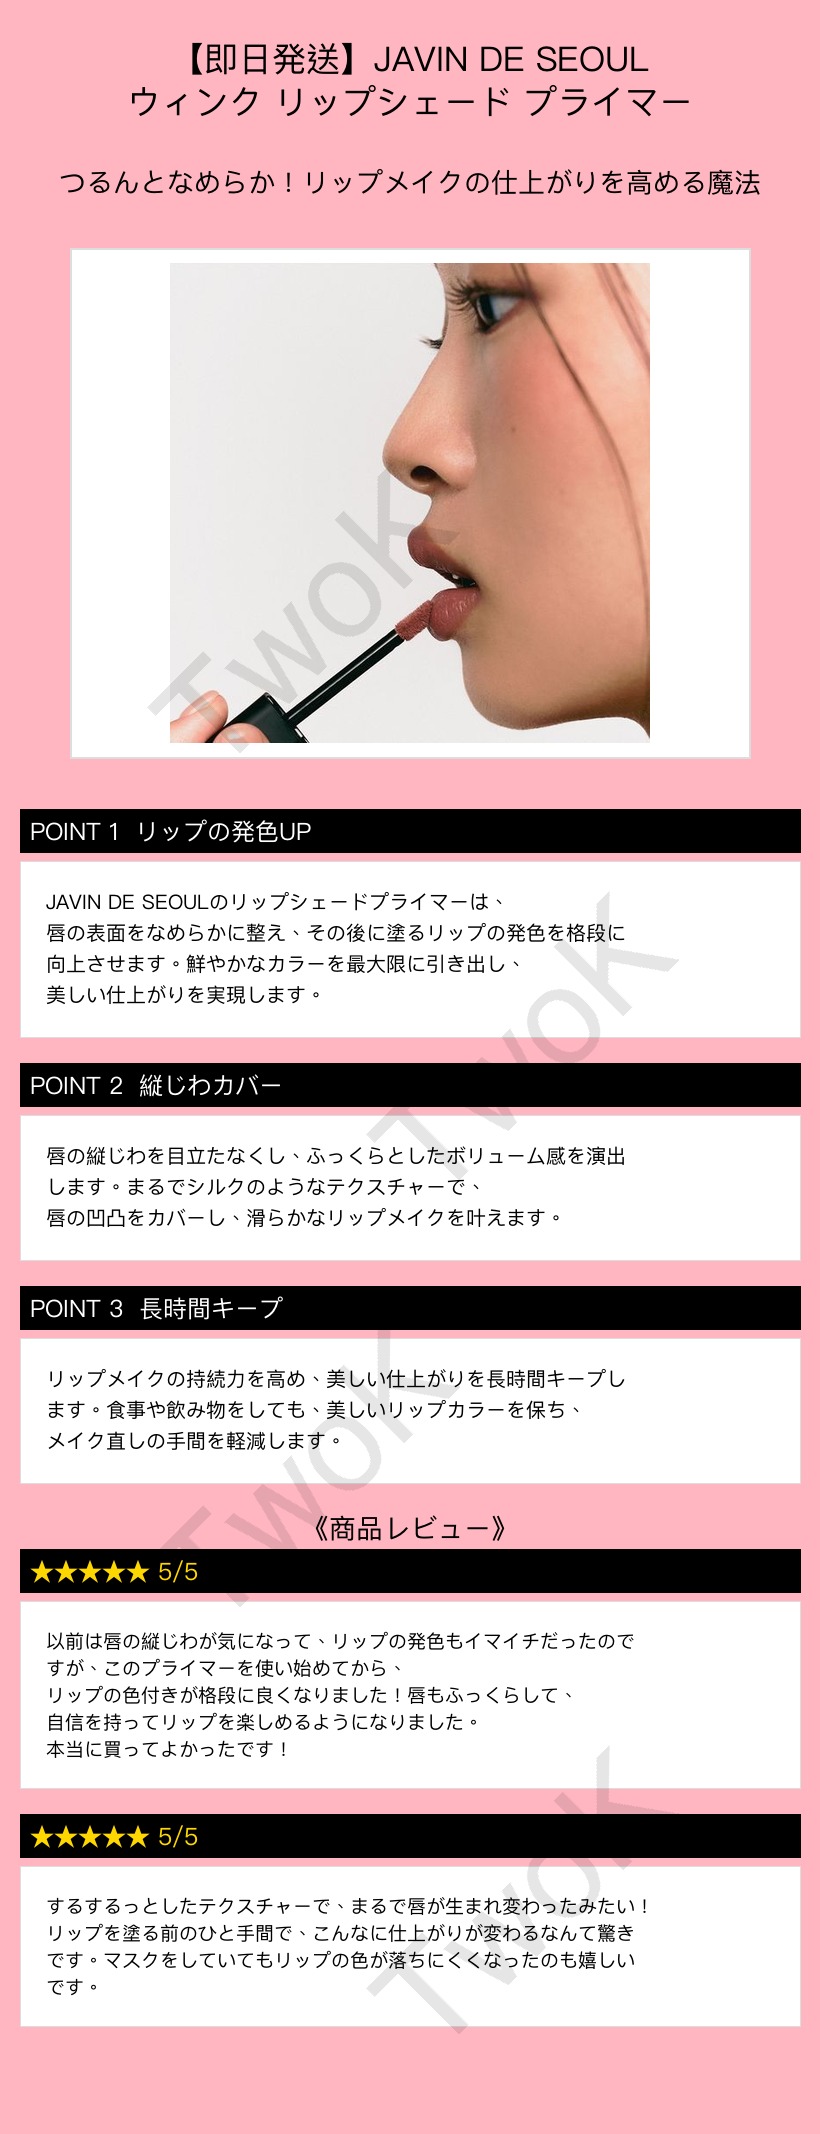 【即日発送】JAVIN DE SEOUL
ウィンク リップシェード プライマー
つるんとなめらか！リップメイクの仕上がりを高める魔法
TwoK
POINT 1 リップの発色UP
JAVIN DE SEOULのリップシェードプライマーは、
唇の表面をなめらかに整え、その後に塗るリップの発色を格段に
向上させます。鮮やかなカラーを最大限に引き出し、
美しい仕上がりを実現します。
TwoK
POINT 2 縦じわカバー
唇の縦じわを目立たなくし、ふっくらとしたボリューム感を演出
します。まるでシルクのようなテクスチャーで、
唇の凹凸をカバーし、滑らかなリップメイクを叶えます。
POINT 3 長時間キープ
リップメイクの持続力を高め、美しい仕上がりを長時間キープし
ます。食事や飲み物をしても、美しいリップカラーを保ち、
メイク直しの手間を軽減します。
TwoK
《商品レビュー》
★★★★★ 5/5
以前は唇の縦じわが気になって、リップの発色もイマイチだったので
すが、このプライマーを使い始めてから、
リップの色付きが格段に良くなりました！唇もふっくらして、
自信を持ってリップを楽しめるようになりました。
本当に買ってよかったです！
★★★★★ 5/5
するするっとしたテクスチャーで、まるで唇が生まれ変わったみたい！
リップを塗る前のひと手間で、こんなに仕上がりが変わるなんて驚き
です。マスクをしていてもリップの色が落ちにくくなったのも嬉しい
です。
TwoK